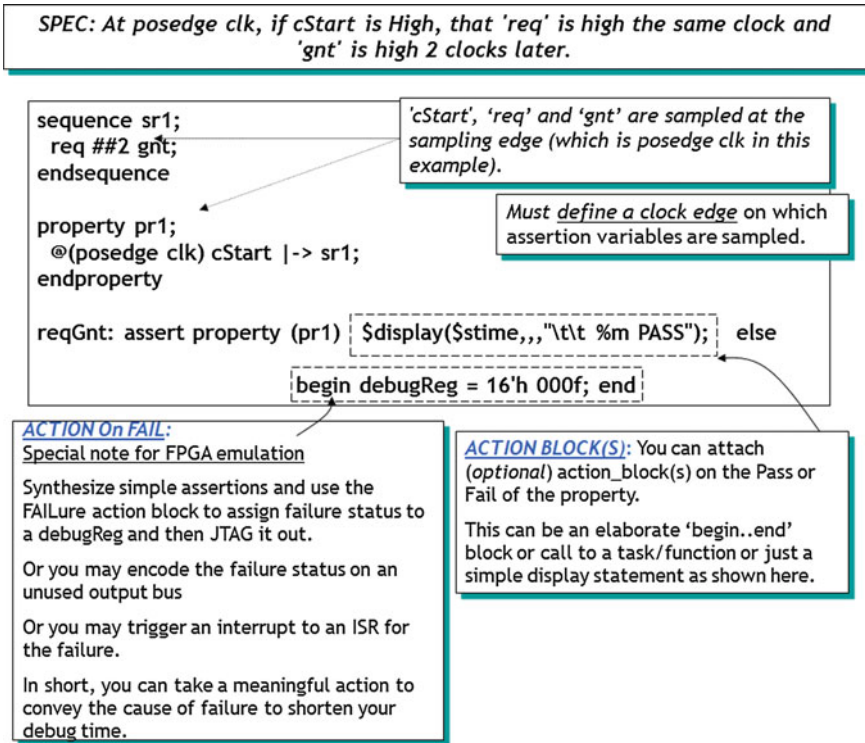 SPEC: At posedge clk, if cStart is High, that 'req' is high the same clock and
'gnt' is high 2 clocks later.
sequence sr1;
req ##2 gnt;
endsequence
'cStart', ‘req’ and ‘gnt’ are sampled at the
sampling edge (which is posedge clk in this
example).
Must define a clock edge on which
assertion variables are sampled.
property pr1;
@(posedge clk) cStart |-> sr1;
endproperty
reqGnt: assert property (pr1) $display($stime,,,"\t\t %m PASS"); else
begin debugReg = 16'h 000f; end
ACTION On FAIL:
Special note for FPGA emulation
Synthesize simple assertions and use the
FAILure action block to assign failure status to
a debugReg and then JTAG it out.
Or you may encode the failure status on an
unused output bus
Or you may trigger an interrupt to an ISR for
the failure.
In short, you can take a meaningful action to
convey the cause of failure to shorten your
debug time.
ACTION BLOCK(S): You can attach
(optional) action_block(s) on the Pass or
Fail of the property.
This can be an elaborate ‘begin..end’
block or call to a task/function or just a
simple display statement as shown here.